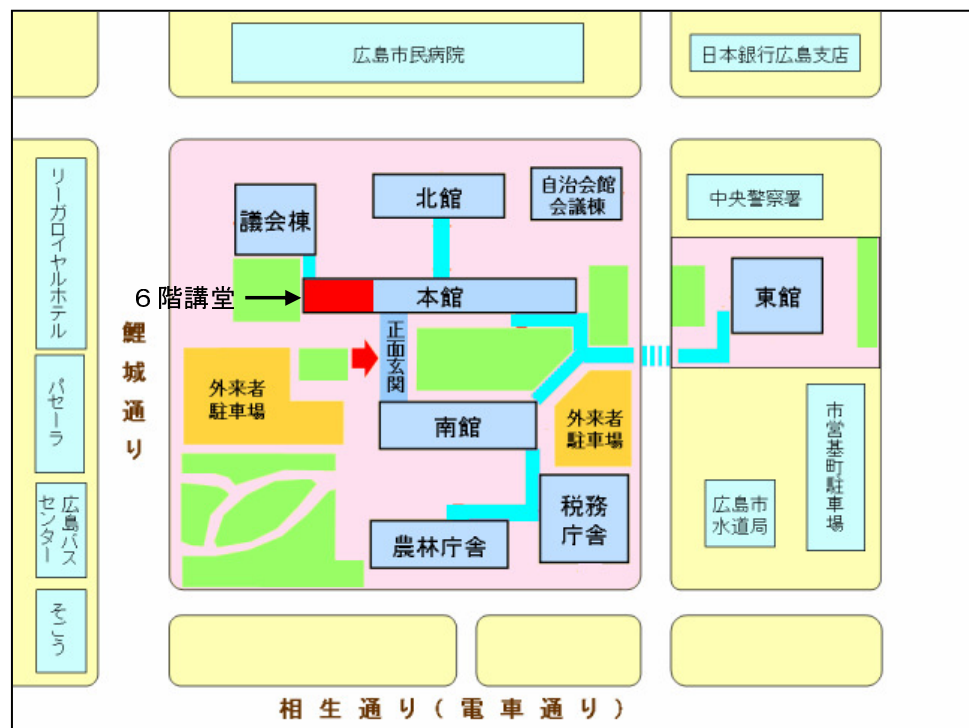 広島市民病院
日本銀行広島支店
リーガロイヤルホテル
議会棟
北館
自治会館
会議棟
中央警察署
6階講堂
本館
東館
鯉城通り
正面玄関
パセーラ
外来者
駐車場
南館
外来者
駐車場
市営基町駐車場
広島バス
センター
農林庁舎
税務
庁舎
広島市
水道局
そごう
相生通り(電車通り)